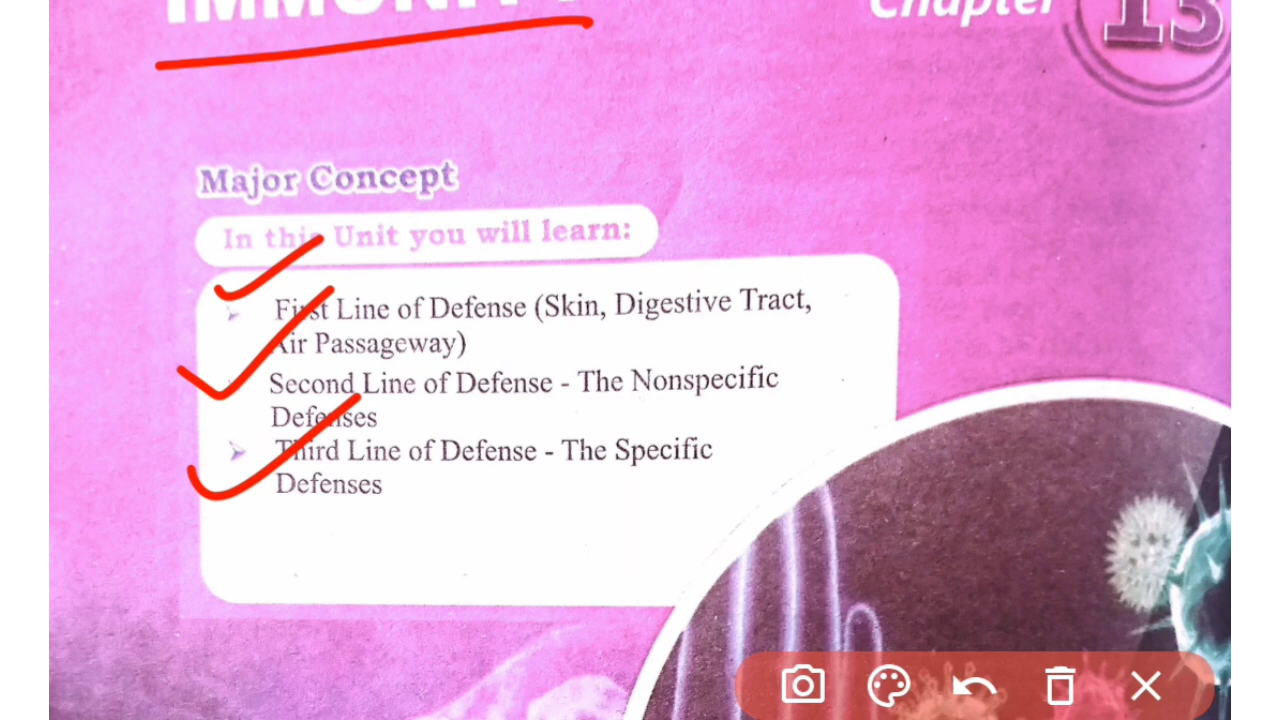 IMMUNITY
Chapter 13
Major Concept
In this Unit you will learn:
First Line of Defense (Skin, Digestive Tract,
Air Passageway)
Second Line of Defense - The Nonspecific
Defenses
Third Line of Defense - The Specific
Defenses